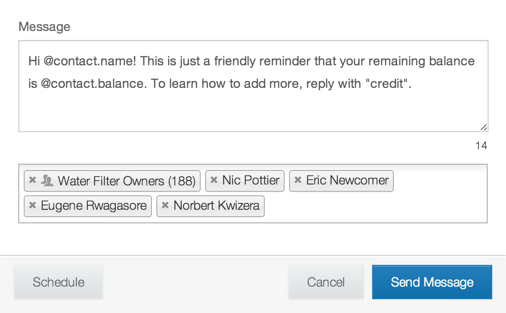 Message
Hi @contact.name! This is just a friendly reminder that your remaining balance
is @contact.balance. To learn how to add more, reply with "credit".
14
× Water Filter Owners (188) × Nic Pottier × Eric Newcomer
× Eugene Rwagasore × Norbert Kwizera
Schedule Cancel Send Message